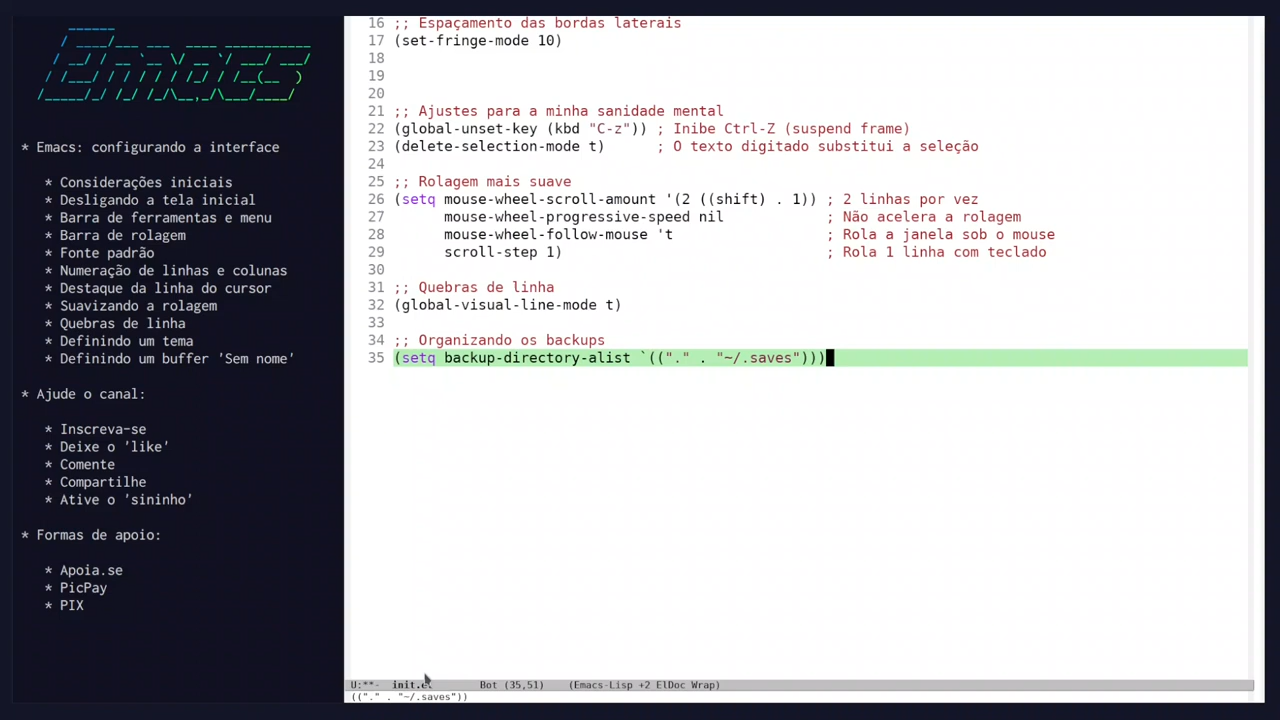 Emacs
* Emacs: configurando a interface
* Considerações iniciais
* Desligando a tela inicial
* Barra de ferramentas e menu
* Barra de rolagem
* Fonte padrão
* Numeração de linhas e colunas
* Destaque da linha do cursor
* Suavizando a rolagem
* Quebras de linha
* Definindo um tema
* Definindo um buffer 'Sem nome'
* Ajude o canal:
* Inscreva-se
* Deixe o 'like'
* Comente
* Compartilhe
* Ative o 'sininho'
* Formas de apoio:
* Apoia.se
* PicPay
* PIX
16 ;; Espaçamento das bordas laterais
17 (set-fringe-mode 10)
18
19
20
21 ;; Ajustes para a minha sanidade mental
22 (global-unset-key (kbd "C-z")) ; Inibe Ctrl-Z (suspend frame)
23 (delete-selection-mode t)      ; O texto digitado substitui a seleção
24
25 ;; Rolagem mais suave
26 (setq mouse-wheel-scroll-amount '(2 ((shift) . 1)) ; 2 linhas por vez
27       mouse-wheel-progressive-speed nil            ; Não acelera a rolagem
28       mouse-wheel-follow-mouse 't                  ; Rola a janela sob o mouse
29       scroll-step 1)                               ; Rola 1 linha com teclado
30
31 ;; Quebras de linha
32 (global-visual-line-mode t)
33
34 ;; Organizando os backups
35 (setq backup-directory-alist `(("." . "~/.saves")))
U:**-  init.el      Bot (35,51)    (Emacs-Lisp +2 ElDoc Wrap)
(("." . "~/.saves"))